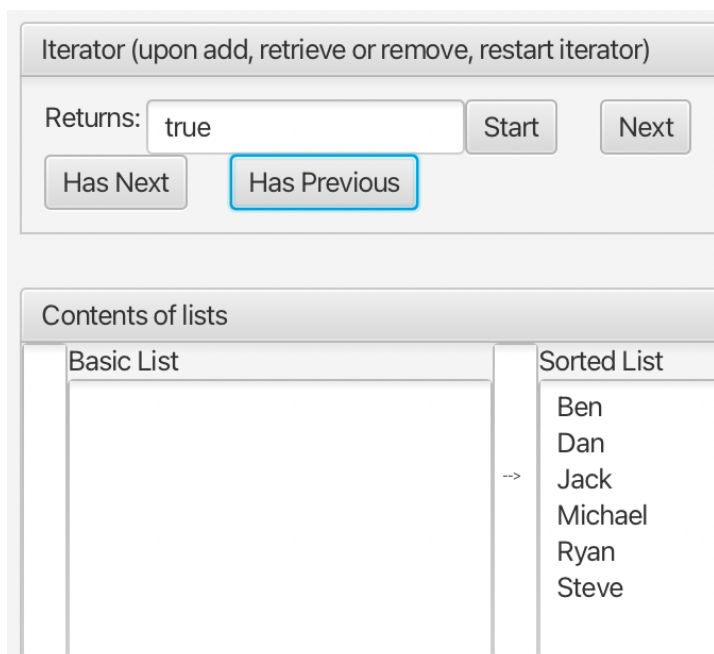 Iterator (upon add, retrieve or remove, restart iterator)
Returns: true Start Next
Has Next Has Previous
Contents of lists
Basic List Sorted List
Ben
Dan
--> Jack
Michael
Ryan
Steve